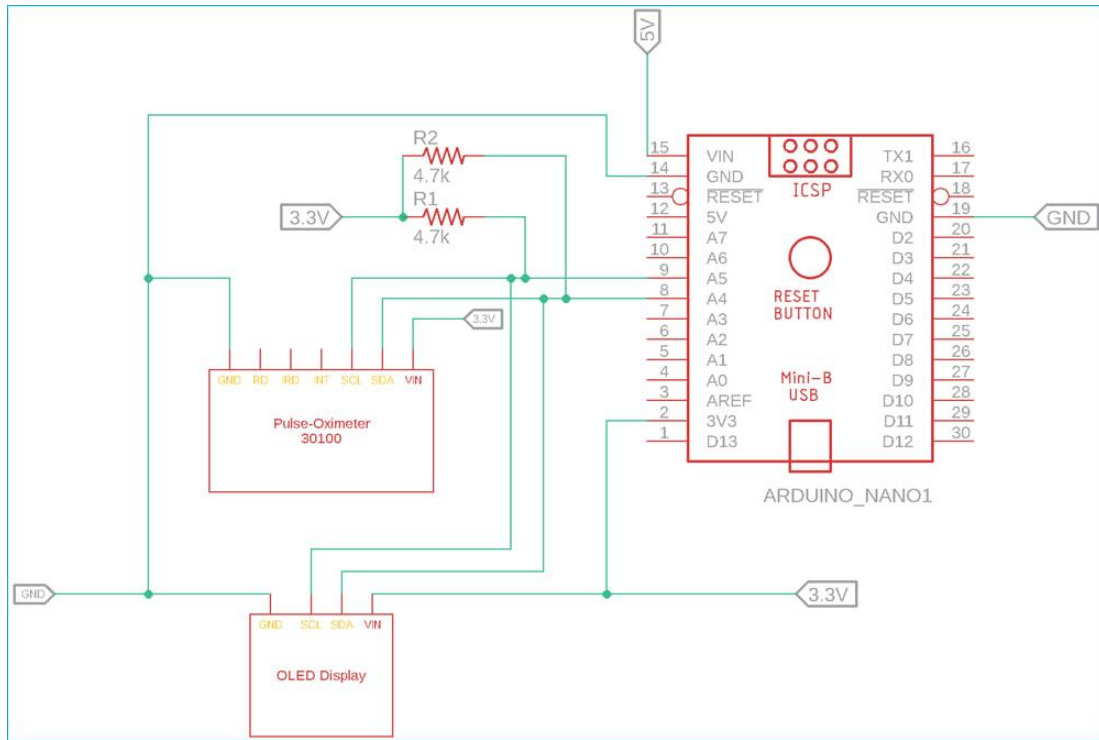 5V
R2
4.7k
R1
4.7k
3.3V
3.3V
GND RD IRD INT SCL SDA VIN
Pulse-Oximeter
30100
GND
GND SCL SDA VIN
OLED Display
3.3V
15 VIN TX1 16
14 GND RX0 17
13 RESET RESET 18
12 5V GND 19
11 A7 D2 20
10 A6 D3 21
9 A5 D4 22
8 A4 D5 23
7 A3 D6 24
6 A2 D7 25
5 A1 D8 26
4 A0 D9 27
3 AREF D10 28
2 3V3 D11 29
1 D13 D12 30
ICSP
RESET
BUTTON
Mini-B
USB
ARDUINO_NANO1
GND